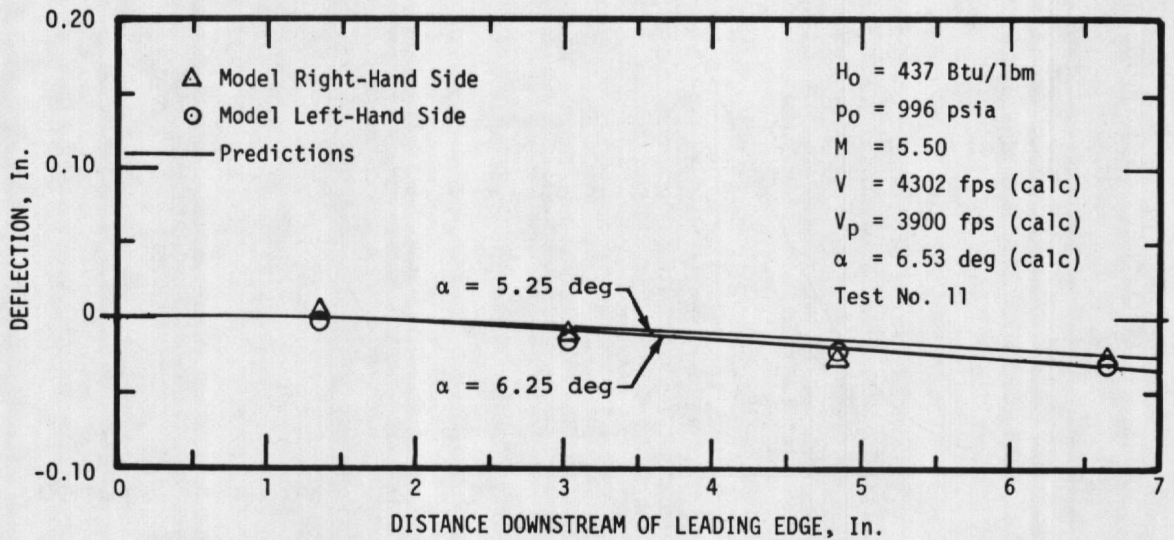 0.20
0.10
0
-0.10
DEFLECTION, In.
Model Right-Hand Side
Model Left-Hand Side
Predictions
Ho = 437 Btu/lbm
po = 996 psia
M = 5.50
V = 4302 fps (calc)
Vp = 3900 fps (calc)
α = 6.53 deg (calc)
Test No. 11
α = 5.25 deg
α = 6.25 deg
0 1 2 3 4 5 6 7
DISTANCE DOWNSTREAM OF LEADING EDGE, In.